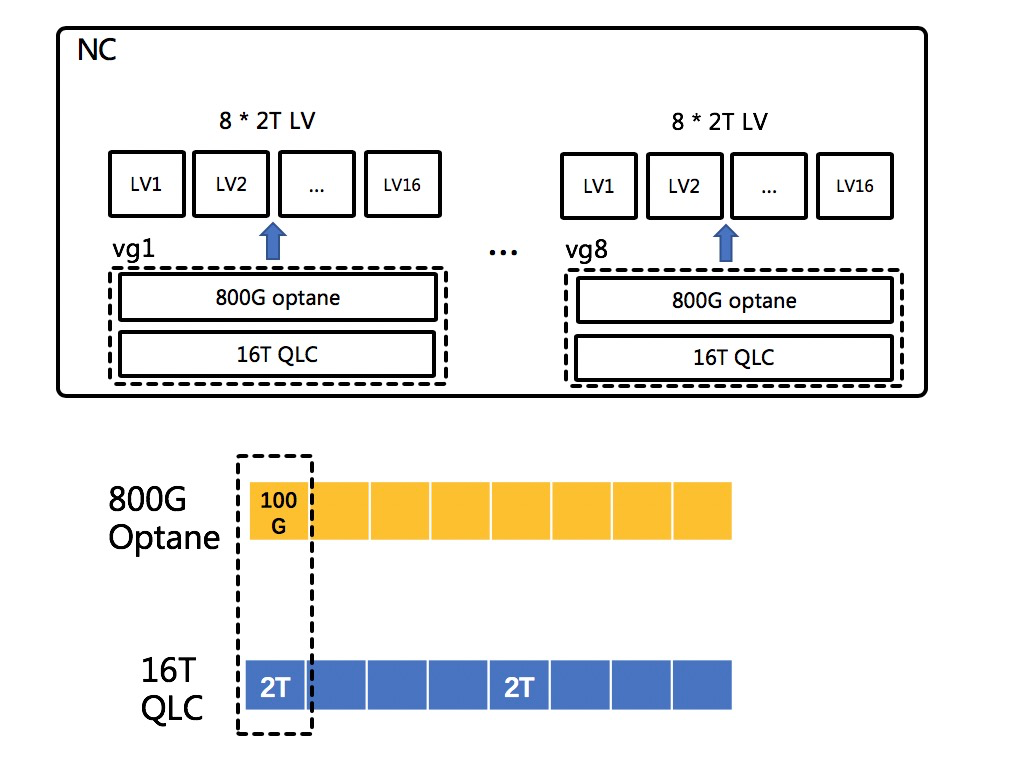 NC
8 * 2T LV
8 * 2T LV
LV1 LV2 ... LV16
LV1 LV2 ... LV16
vg1
...
vg8
800G optane
16T QLC
800G optane
16T QLC
800G
Optane
100
G
16T
QLC
2T
2T